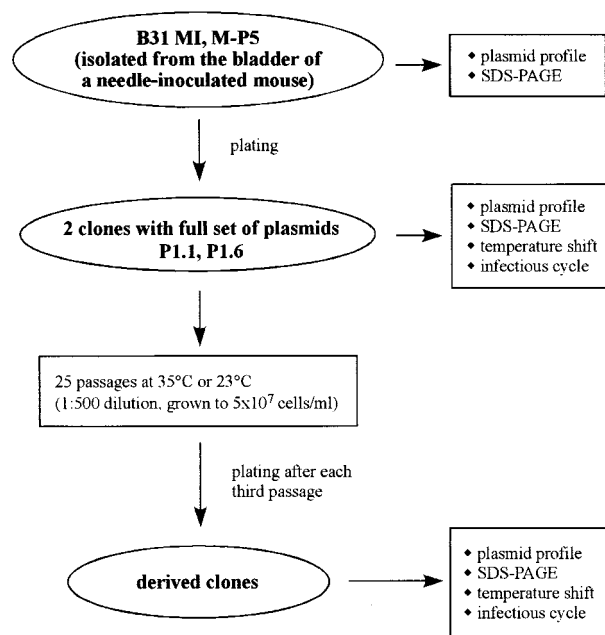 B31 MI, M-P5
(isolated from the bladder of
a needle-inoculated mouse)
◆ plasmid profile
◆ SDS-PAGE
plating
2 clones with full set of plasmids
P1.1, P1.6
◆ plasmid profile
◆ SDS-PAGE
◆ temperature shift
◆ infectious cycle
25 passages at 35°C or 23°C
(1:500 dilution, grown to 5x10⁷ cells/ml)
plating after each
third passage
derived clones
◆ plasmid profile
◆ SDS-PAGE
◆ temperature shift
◆ infectious cycle